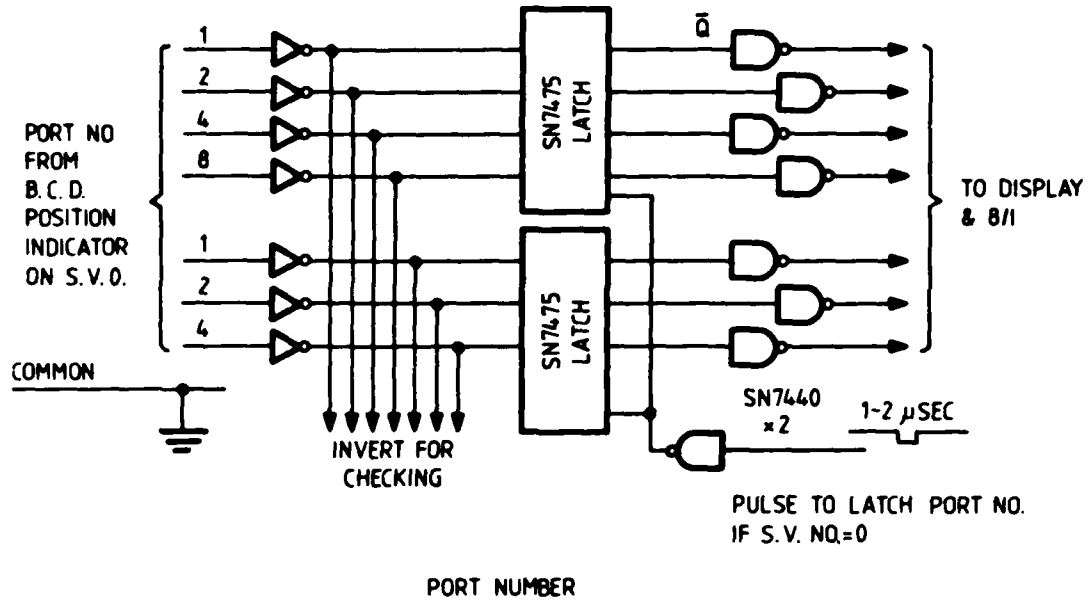 1
2
4
8
1
2
4
PORT NO
FROM
B.C.D.
POSITION
INDICATOR
ON S.V.O.
COMMON
INVERT FOR
CHECKING
SN7475
LATCH
SN7475
LATCH
D̅
TO DISPLAY
& 8/1
SN7440
×2
1-2 μSEC
PULSE TO LATCH PORT NO.
IF S.V. NO.=0
PORT NUMBER